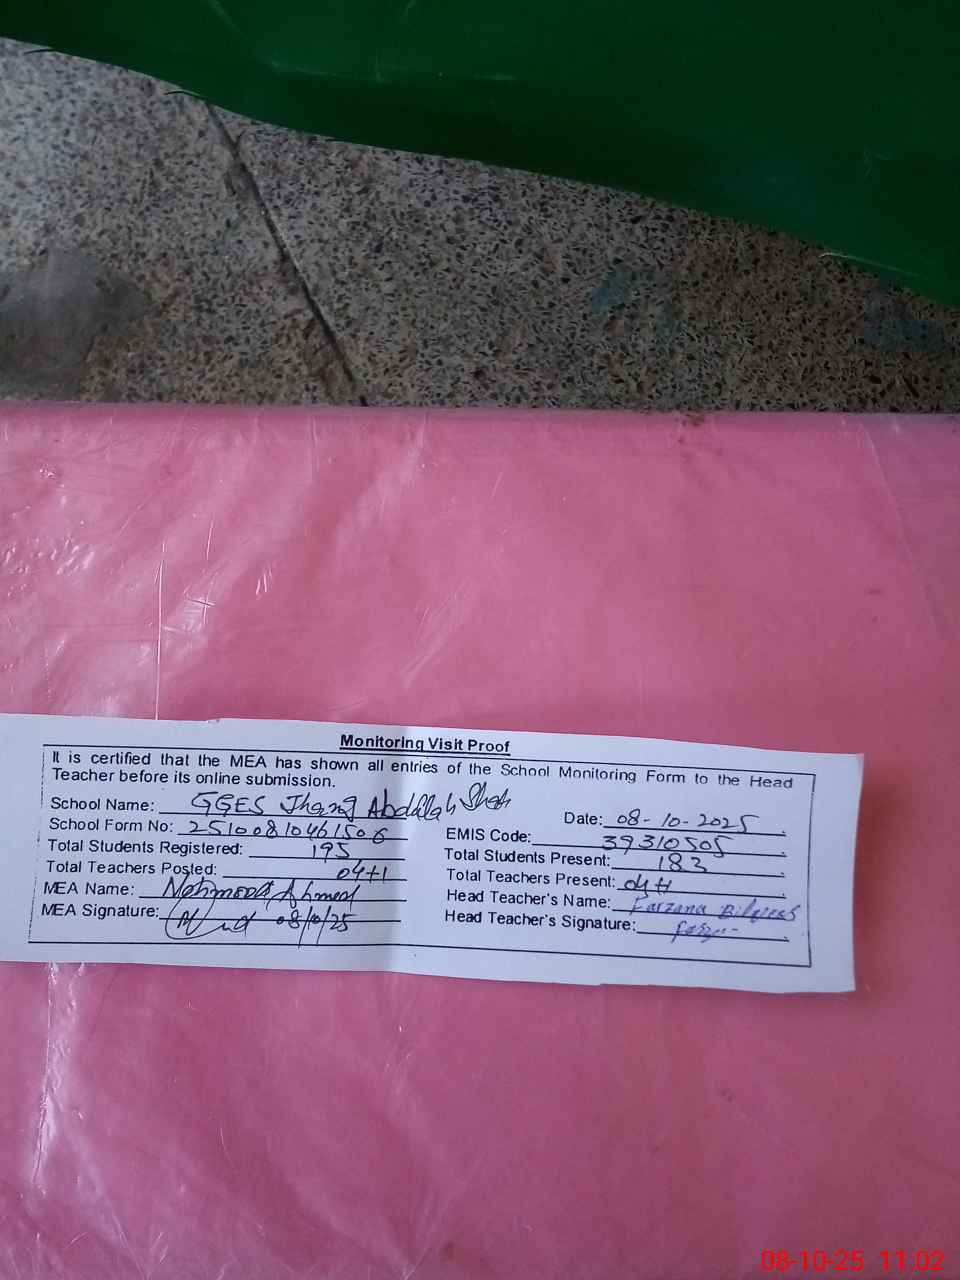 Monitoring Visit Proof
It is certified that the MEA has shown all entries of the School Monitoring Form to the Head
Teacher before its online submission.
School Name: GGES Jhang Abdullah Shah
Date: 08-10-2025
School Form No: 25100810461506
EMIS Code: 39310505
Total Students Registered: 195
Total Students Present: 183
Total Teachers Posted: 04+1
Total Teachers Present: 04+1
MEA Name: Ahmed
Head Teacher's Name: Farzana Bilqees
MEA Signature: 08/10/25
Head Teacher's Signature:
08-10-25 11:02